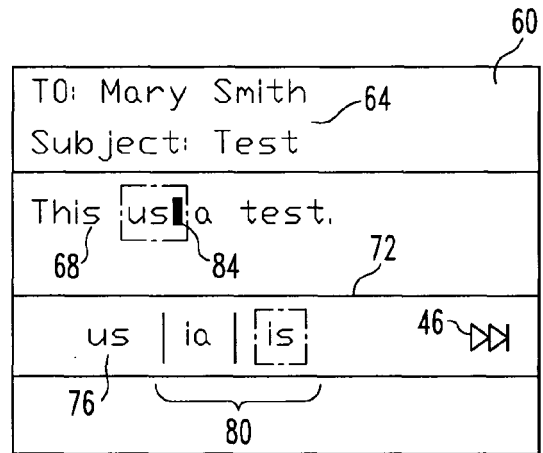 60
TO: Mary Smith
64
Subject: Test
This us a test.
68 84
72
us | ia | is 46
76
80